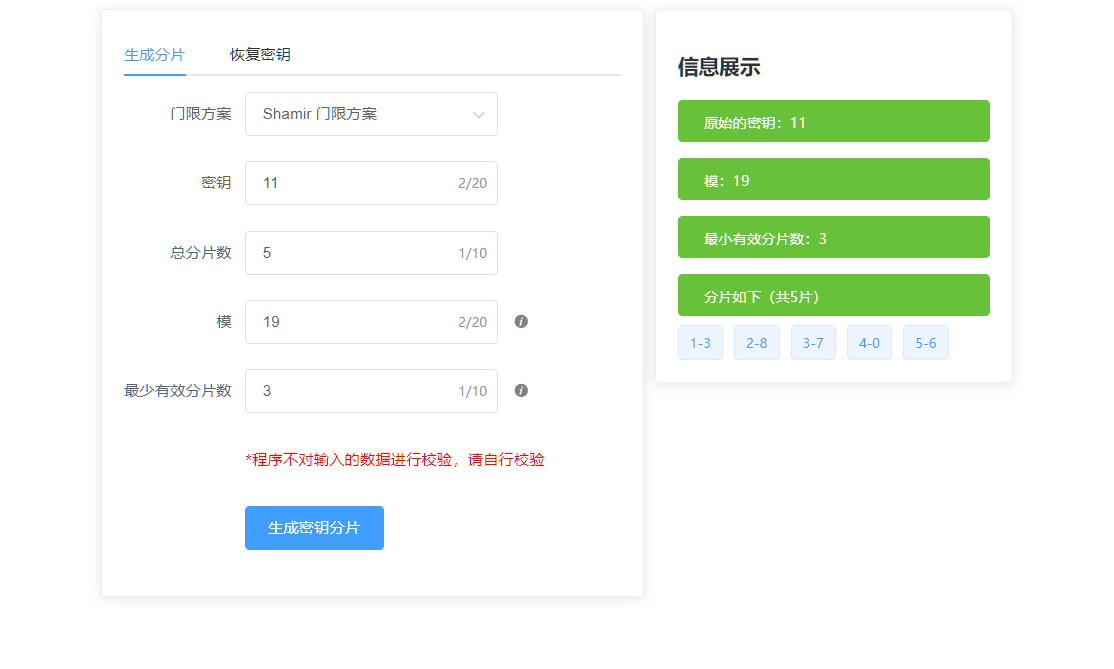 生成分片 恢复密钥
门限方案 Shamir 门限方案
密钥 11 2/20
总分片数 5 1/10
模 19 2/20
最少有效分片数 3 1/10
*程序不对输入的数据进行校验，请自行校验
生成密钥分片
信息展示
原始的密钥：11
模：19
最小有效分片数：3
分片如下（共5片）
1-3 2-8 3-7 4-0 5-6